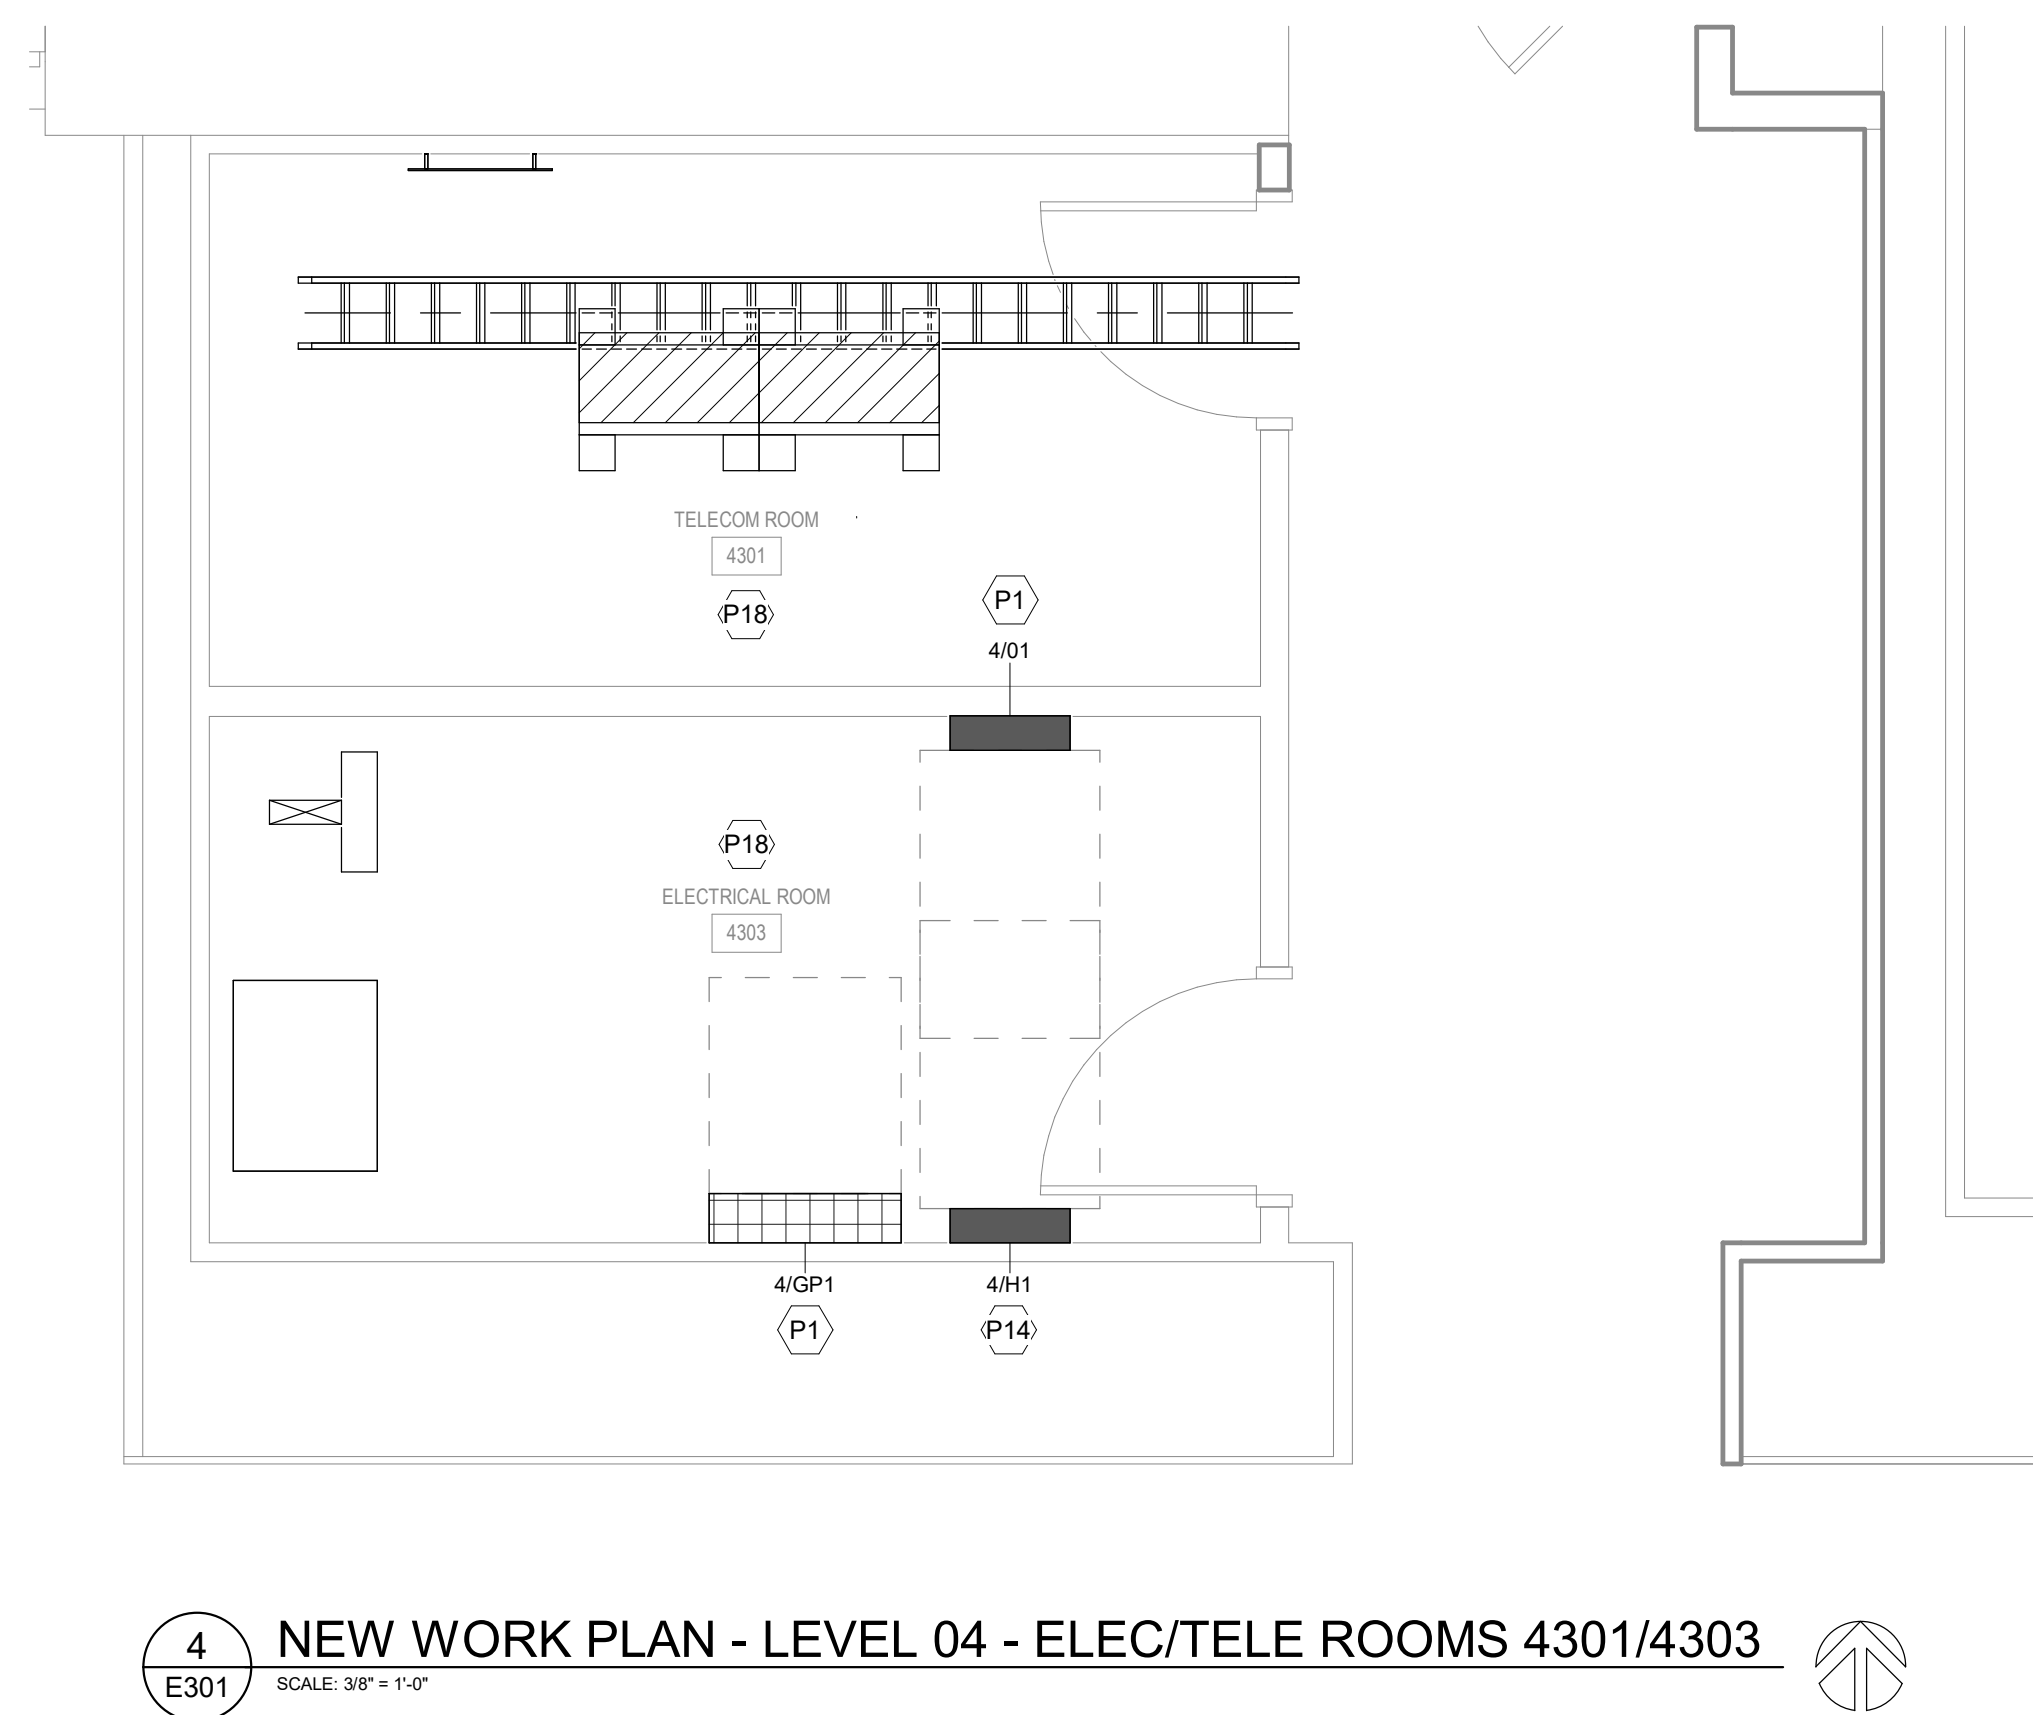 TELECOM ROOM
4301
P18
P1
4/01
P18
ELECTRICAL ROOM
4303
4/GP1
4/H1
P1
P14
4
E301
NEW WORK PLAN - LEVEL 04 - ELEC/TELE ROOMS 4301/4303
SCALE: 3/8" = 1'-0"